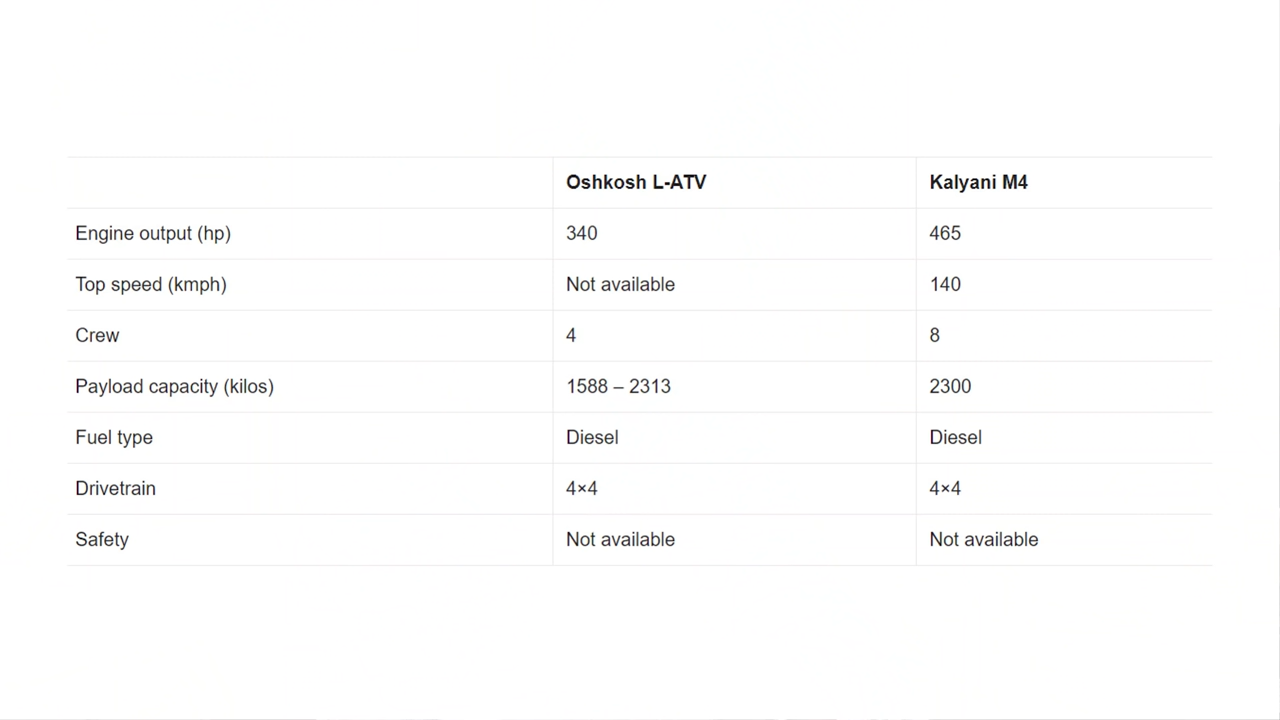 Oshkosh L-ATV Kalyani M4
Engine output (hp) 340 465
Top speed (kmph) Not available 140
Crew 4 8
Payload capacity (kilos) 1588 – 2313 2300
Fuel type Diesel Diesel
Drivetrain 4×4 4×4
Safety Not available Not available